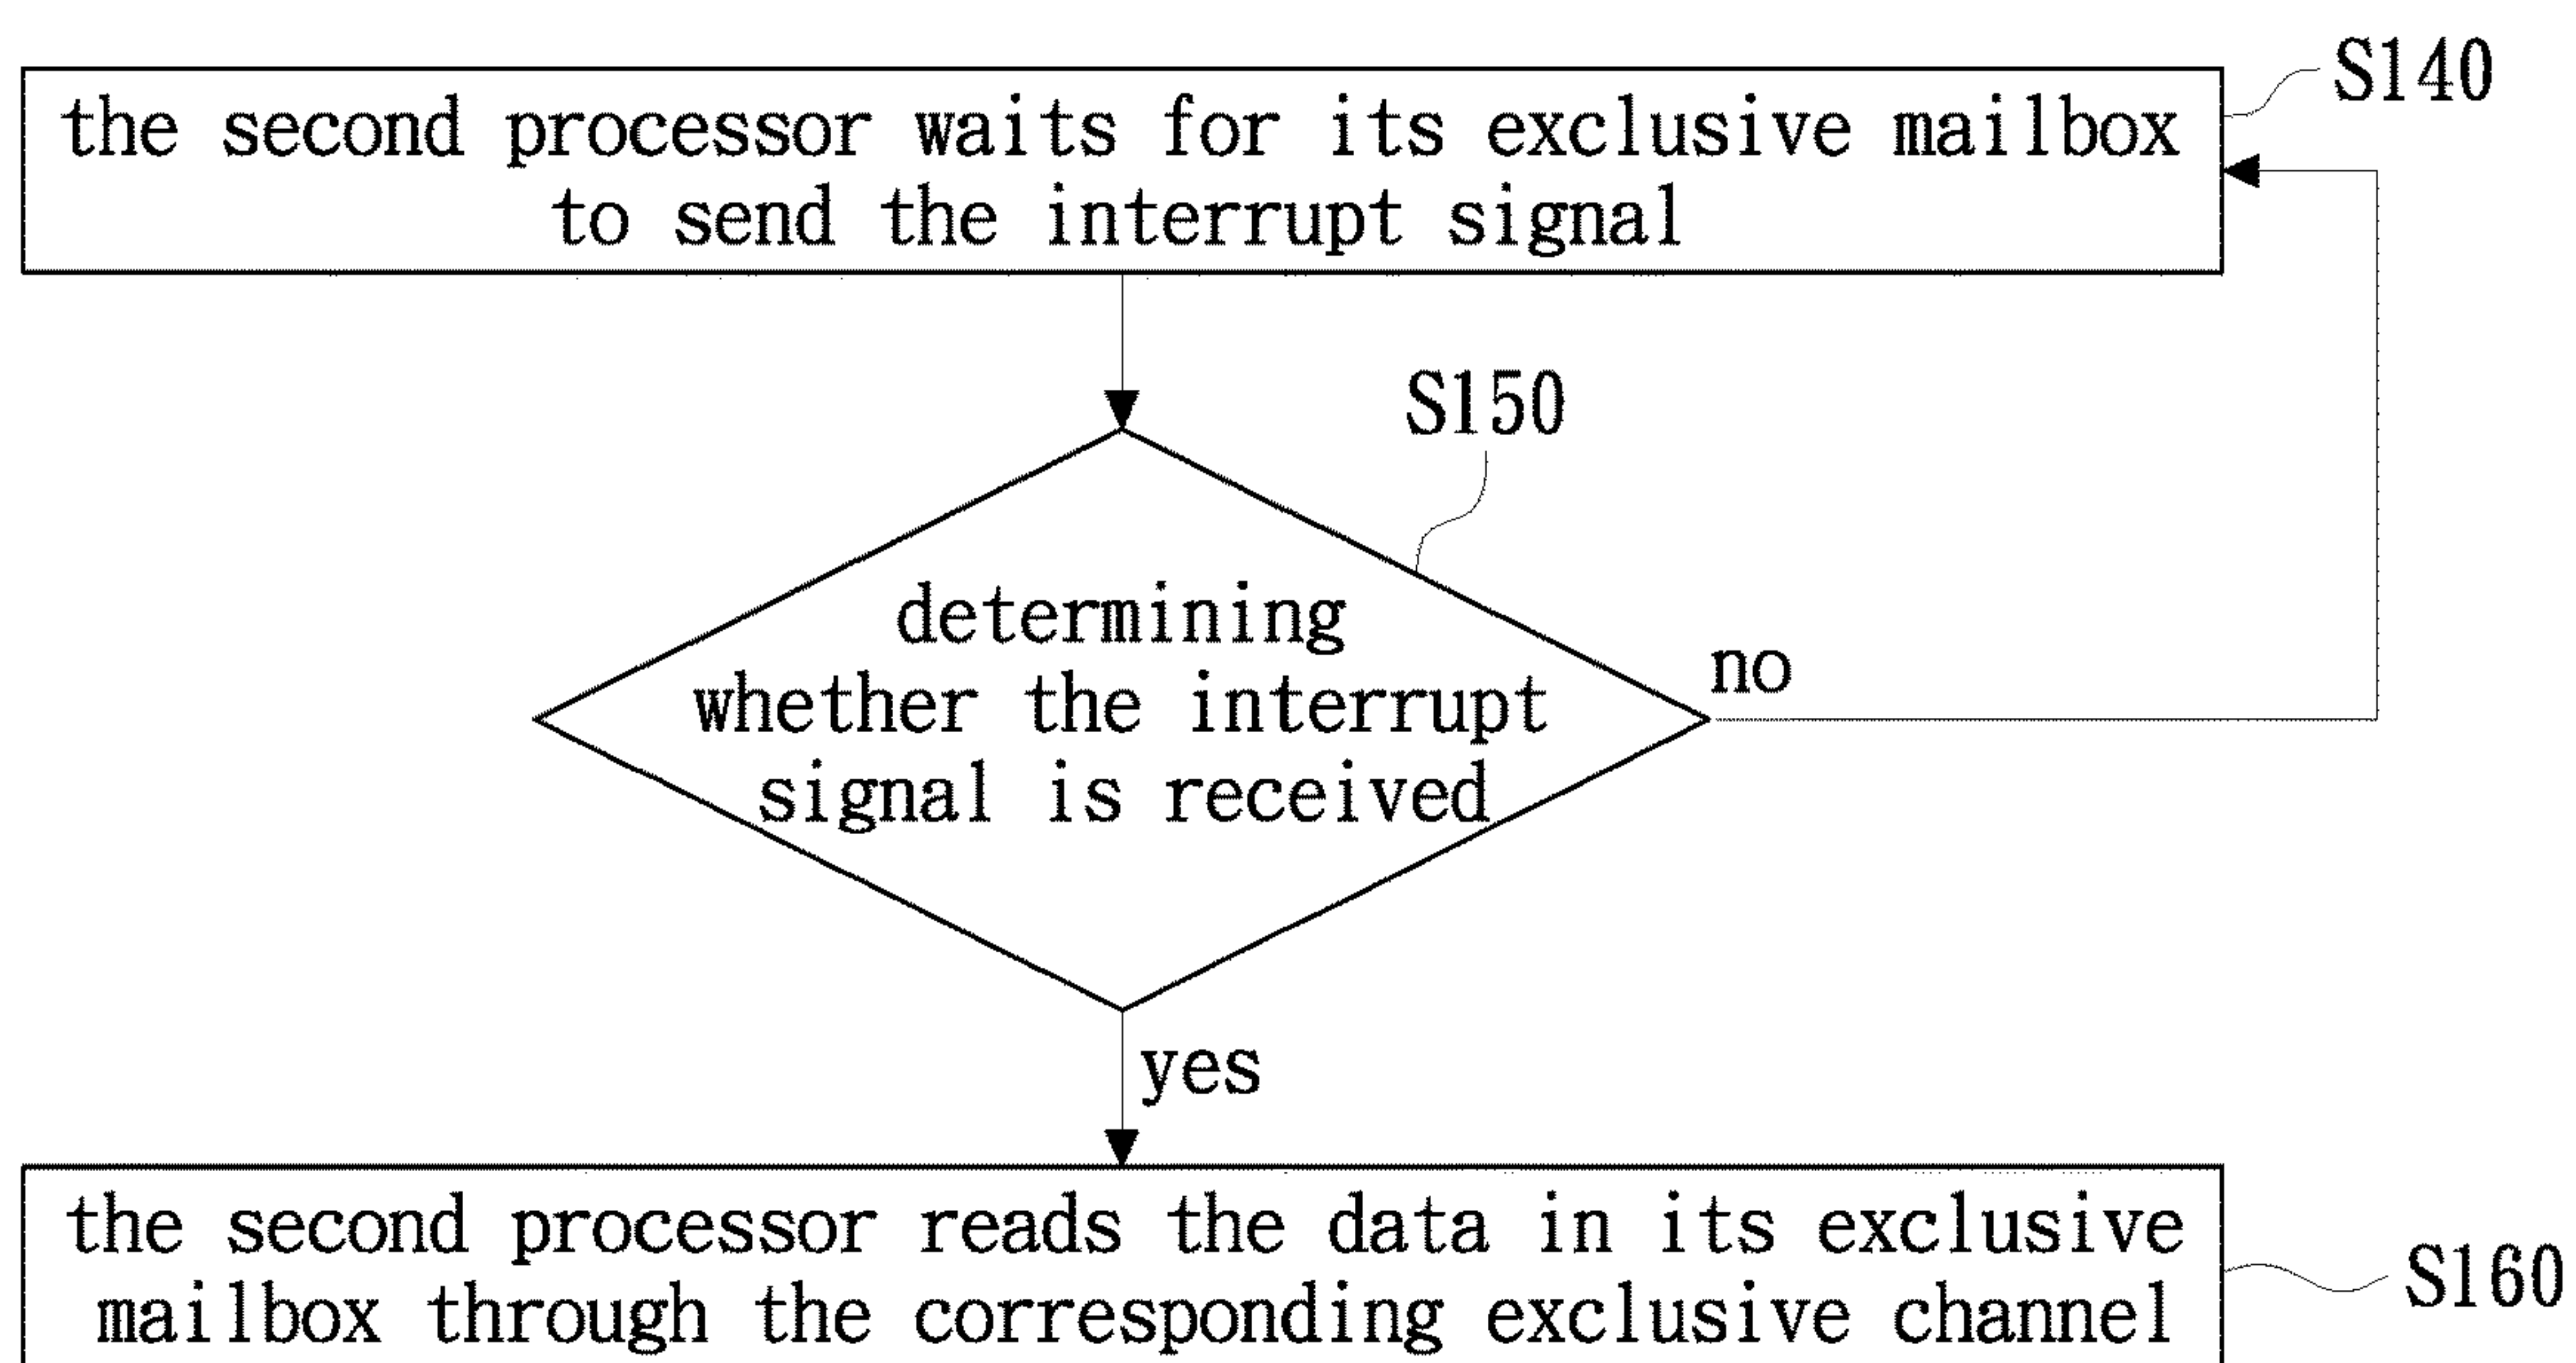 S140
the second processor waits for its exclusive mailbox
to send the interrupt signal
S150
determining
whether the interrupt
signal is received
no
yes
the second processor reads the data in its exclusive
mailbox through the corresponding exclusive channel
S160